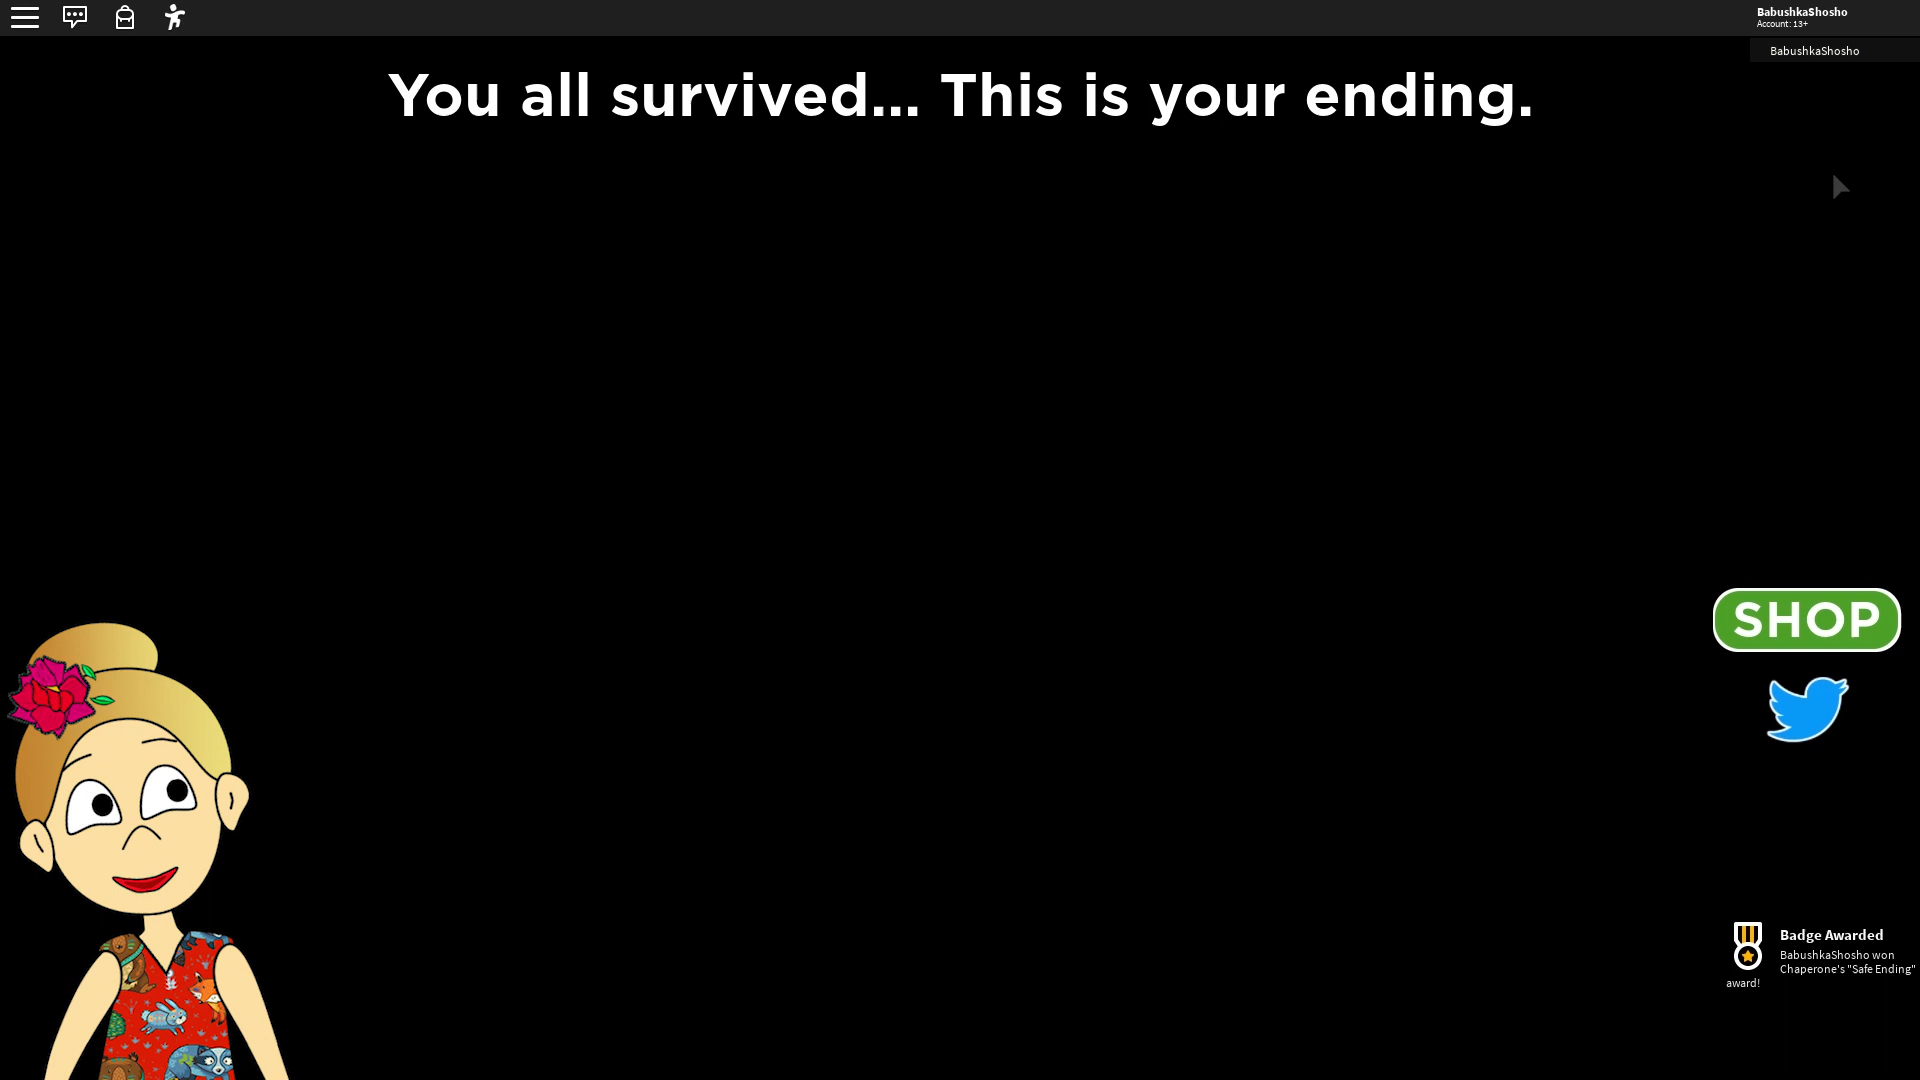 BabushkaShosho
Account: 13+
BabushkaShosho
You all survived... This is your ending.
SHOP
Badge Awarded
BabushkaShosho won
Chaperone's "Safe Ending"
award!